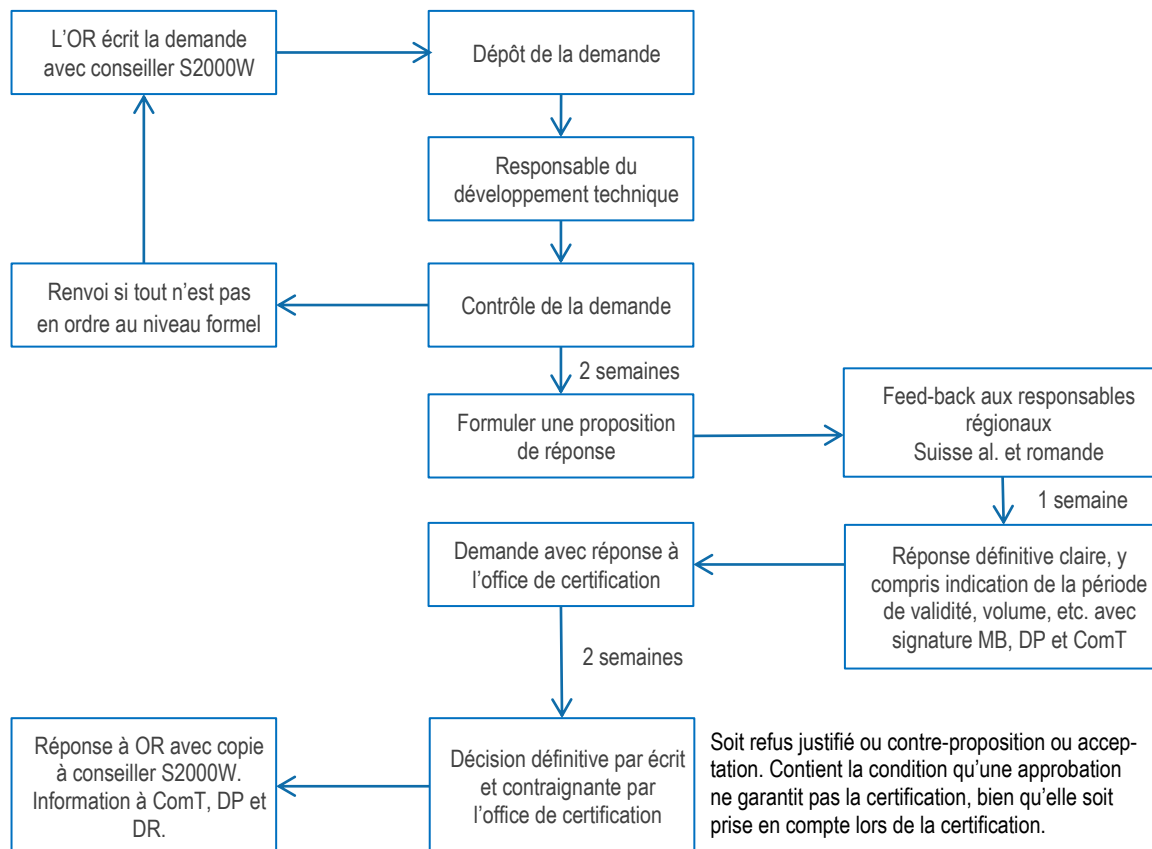 L’OR écrit la demande
avec conseiller S2000W
Dépôt de la demande
Responsable du
développement technique
Renvoi si tout n’est pas
en ordre au niveau formel
Contrôle de la demande
2 semaines
Formuler une proposition
de réponse
Feed-back aux responsables
régionaux
Suisse al. et romande
1 semaine
Réponse définitive claire, y
compris indication de la période
de validité, volume, etc. avec
signature MB, DP et ComT
Demande avec réponse à
l’office de certification
2 semaines
Décision définitive par écrit
et contraignante par
l’office de certification
Réponse à OR avec copie
à conseiller S2000W.
Information à ComT, DP et
DR.
Soit refus justifié ou contre-proposition ou accep-
tation. Contient la condition qu’une approbation
ne garantit pas la certification, bien qu’elle soit
prise en compte lors de la certification.